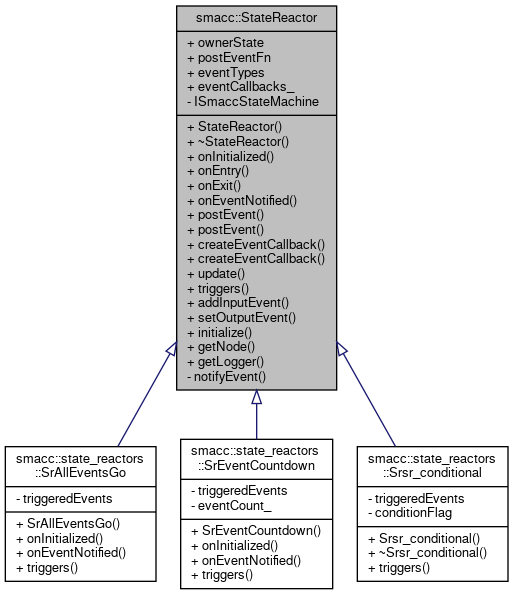 smacc::StateReactor
+ ownerState
+ postEventFn
+ eventTypes
+ eventCallbacks_
- ISmaccStateMachine
+ StateReactor()
+ ~StateReactor()
+ onInitialized()
+ onEntry()
+ onExit()
+ onEventNotified()
+ postEvent()
+ postEvent()
+ createEventCallback()
+ createEventCallback()
+ update()
+ triggers()
+ addInputEvent()
+ setOutputEvent()
+ initialize()
+ getNode()
+ getLogger()
- notifyEvent()
smacc::state_reactors
::SrAllEventsGo
- triggeredEvents
+ SrAllEventsGo()
+ onInitialized()
+ onEventNotified()
+ triggers()
smacc::state_reactors
::SrEventCountdown
- triggeredEvents
- eventCount_
+ SrEventCountdown()
+ onInitialized()
+ onEventNotified()
+ triggers()
smacc::state_reactors
::Srsr_conditional
- triggeredEvents
- conditionFlag
+ Srsr_conditional()
+ ~Srsr_conditional()
+ triggers()